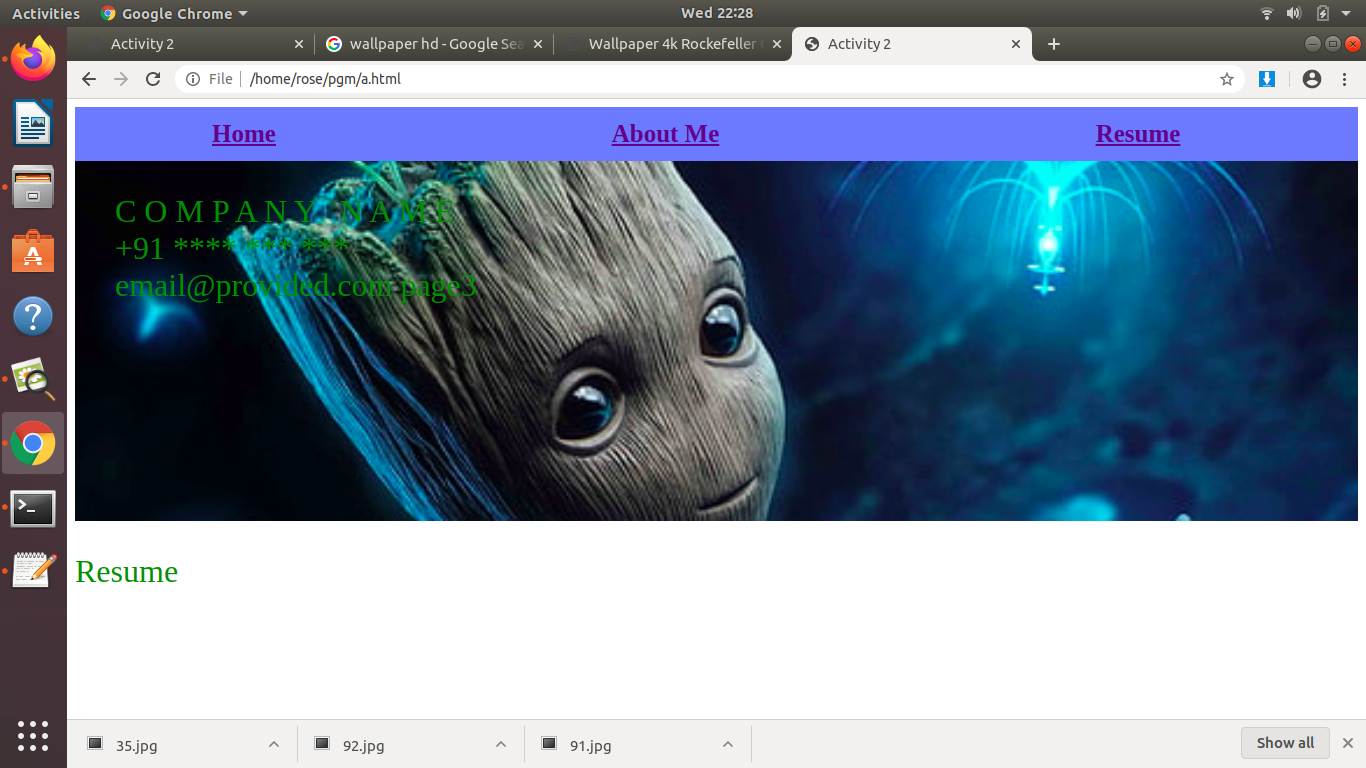 Activities Google Chrome Wed 22:28
Activity 2 wallpaper hd - Google Sea Wallpaper 4k Rockefeller Activity 2
File /home/rose/pgm/a.html
Home About Me Resume
C O M P A N Y N A M E
+91 **** *** ***
email@provided.com page3
Resume
35.jpg 92.jpg 91.jpg Show all